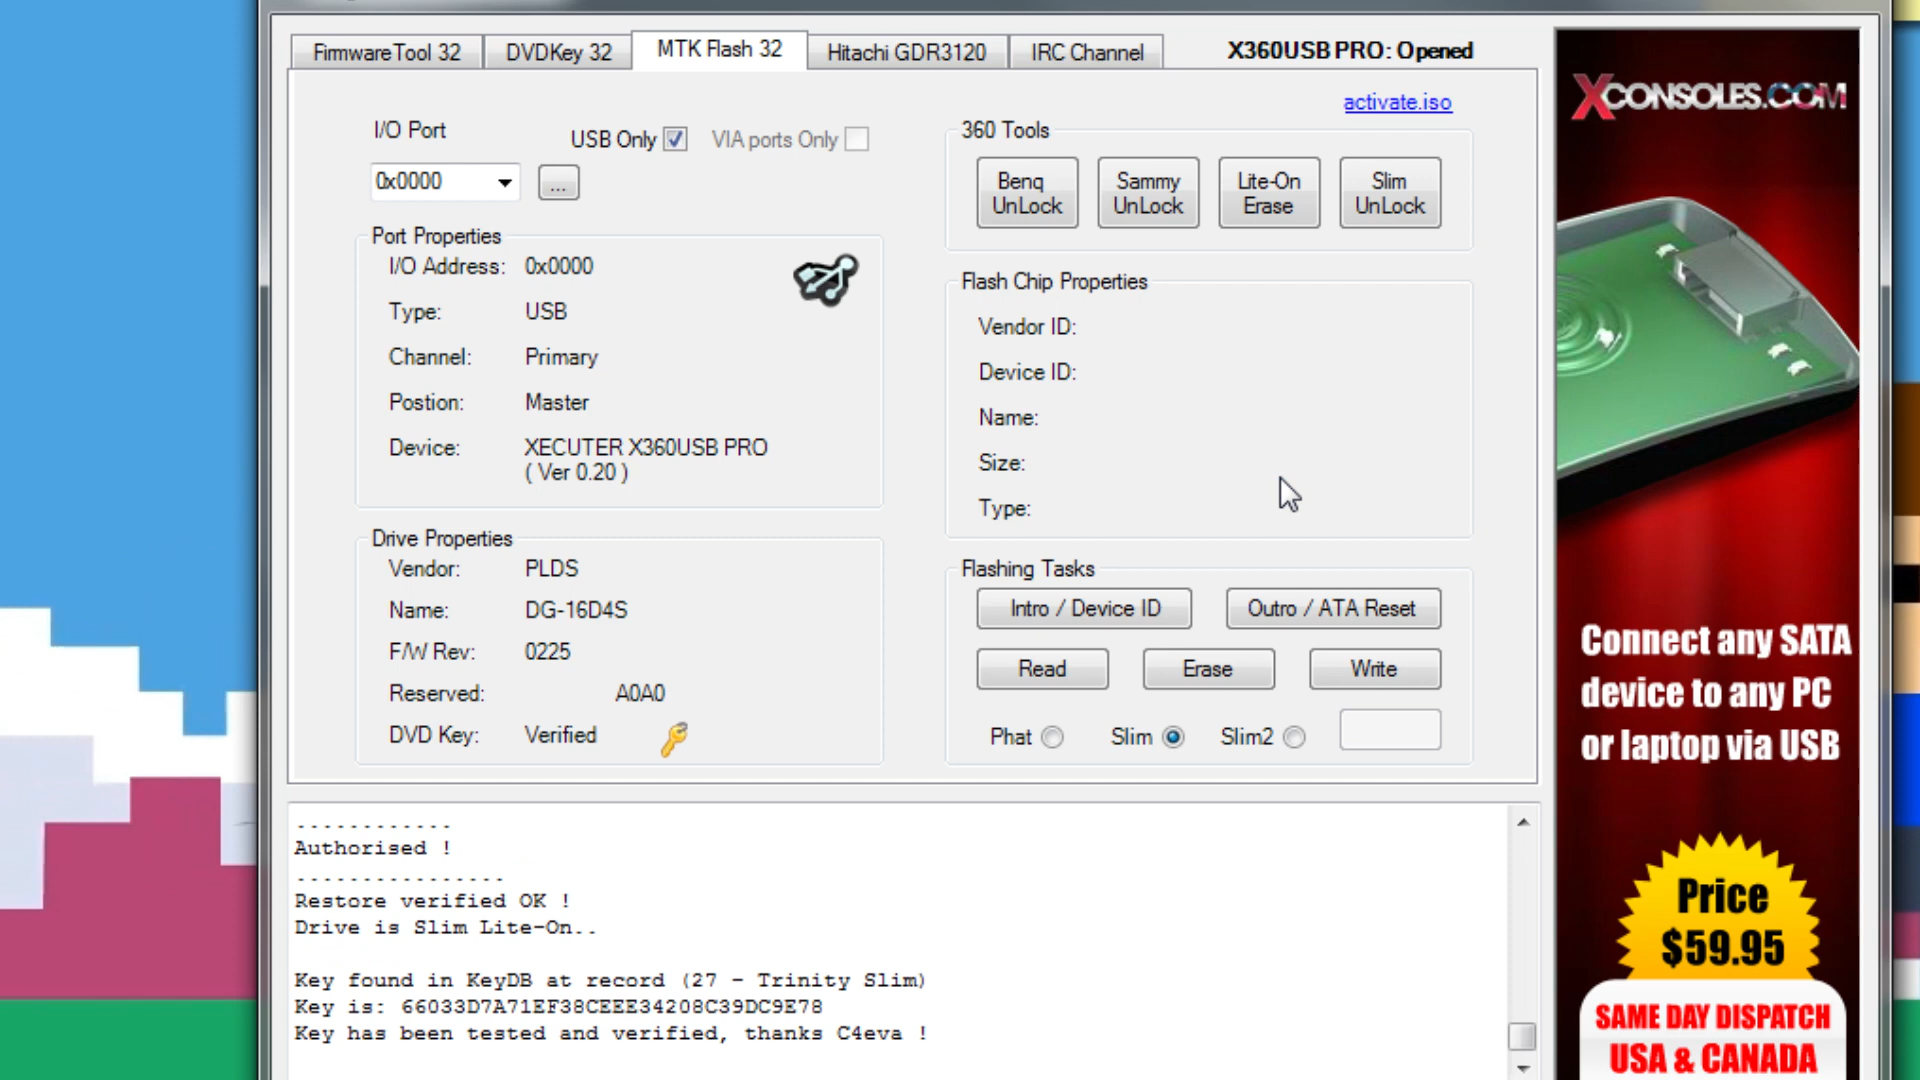 FirmwareTool 32 DVDKey 32 MTK Flash 32 Hitachi GDR3120 IRC Channel X360USB PRO: Opened
activate.iso
I/O Port USB Only VIA ports Only
0x0000 ...
Port Properties
I/O Address: 0x0000
Type: USB
Channel: Primary
Postion: Master
Device: XECUTER X360USB PRO
( Ver 0.20 )
Drive Properties
Vendor: PLDS
Name: DG-16D4S
F/W Rev: 0225
Reserved: A0A0
DVD Key: Verified
360 Tools
Benq UnLock
Sammy UnLock
Lite-On Erase
Slim UnLock
Flash Chip Properties
Vendor ID:
Device ID:
Name:
Size:
Type:
Flashing Tasks
Intro / Device ID Outro / ATA Reset
Read Erase Write
Phat Slim Slim2
------------
Authorised !
----------------
Restore verified OK !
Drive is Slim Lite-On..
Key found in KeyDB at record (27 - Trinity Slim)
Key is: 66033D7A71EF38CEEE34208C39DC9E78
Key has been tested and verified, thanks C4eva !
XCONSOLES.COM
Connect any SATA
device to any PC
or laptop via USB
Price
$59.95
SAME DAY DISPATCH
USA & CANADA